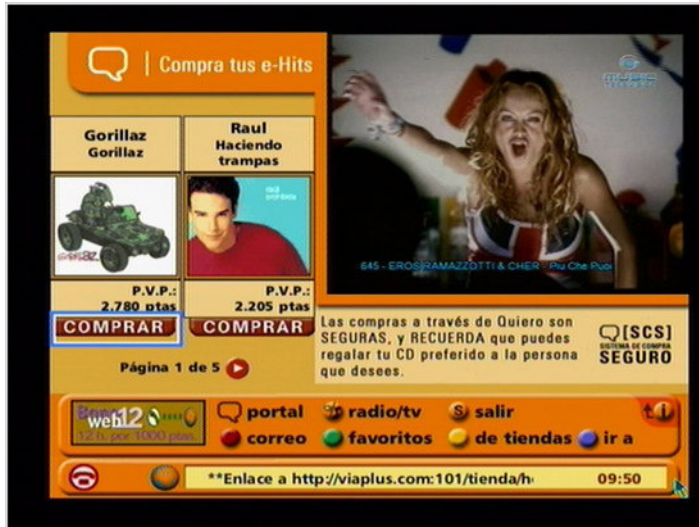 Compra tus e-Hits
MUSIC
Gorillaz
Gorillaz
Raul
Haciendo
trampas
645 - EROS RAMAZZOTTI & CHER - Piu Che Puoi
P.V.P.:
2.780 ptas
P.V.P.:
2.205 ptas
COMPRAR
COMPRAR
Página 1 de 5
Las compras a través de Quiero son
SEGURAS, y RECUERDA que puedes
regalar tu CD preferido a la persona
que desees.
[SCS]
SISTEMA DE COMPRA
SEGURO
web12
12 h. por 1000 ptas
portal
radio/tv
S salir
i
correo
favoritos
de tiendas
ir a
**Enlace a http://viaplus.com:101/tienda/h
09:50